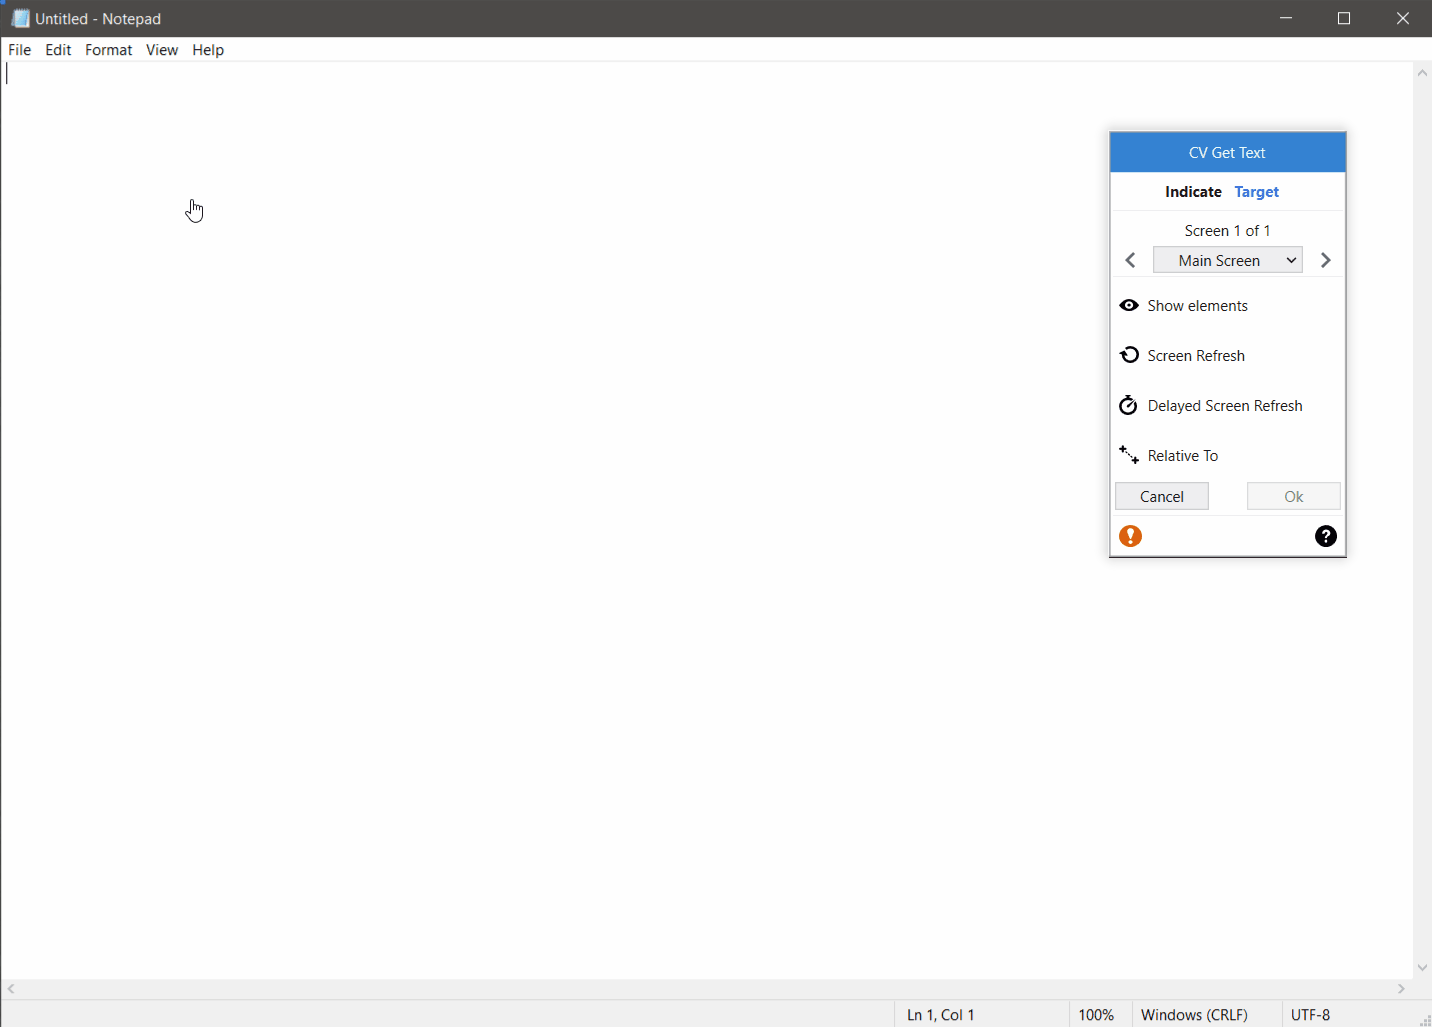 Untitled - Notepad
File Edit Format View Help
CV Get Text
Indicate Target
Screen 1 of 1
Main Screen
Show elements
Screen Refresh
Delayed Screen Refresh
Relative To
Cancel Ok
Ln 1, Col 1 100% Windows (CRLF) UTF-8